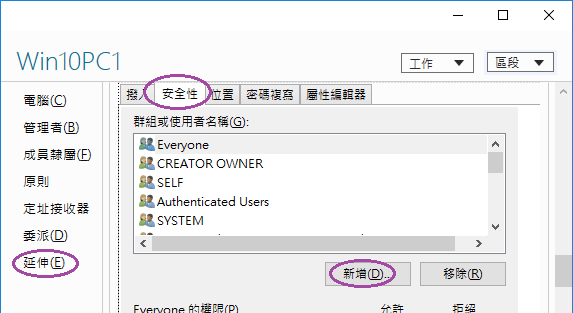 Win10PC1
工作
區段
電腦(C)
管理者(B)
成員隸屬(F)
原則
定址接收器
委派(D)
延伸(E)
撥入 安全性 位置 密碼複寫 屬性編輯器
群組或使用者名稱(G):
Everyone
CREATOR OWNER
SELF
Authenticated Users
SYSTEM
新增(D)...
移除(R)
Everyone 的權限(P) 允許 拒絕